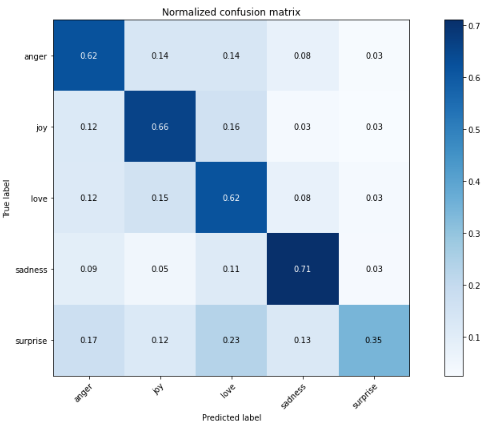 Normalized confusion matrix
anger 0.62 0.14 0.14 0.08 0.03
joy 0.12 0.66 0.16 0.03 0.03
love 0.12 0.15 0.62 0.08 0.03
sadness 0.09 0.05 0.11 0.71 0.03
surprise 0.17 0.12 0.23 0.13 0.35
anger joy love sadness surprise
Predicted label
True label
0.7
0.6
0.5
0.4
0.3
0.2
0.1